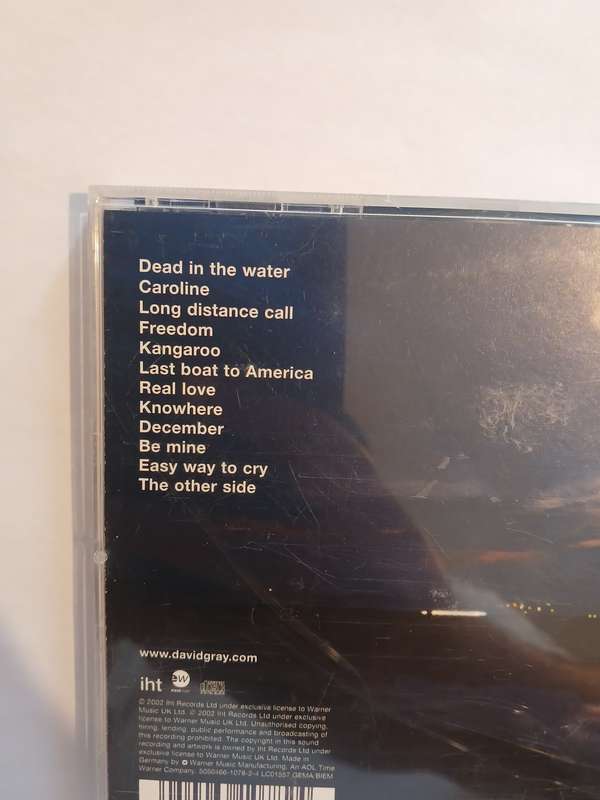 Dead in the water
Caroline
Long distance call
Freedom
Kangaroo
Last boat to America
Real love
Knowhere
December
Be mine
Easy way to cry
The other side
www.davidgray.com
iht
ew
℗ 2002 Iht Records Ltd under exclusive license to Warner
Music UK Ltd. © 2002 Iht Records Ltd under exclusive
license to Warner Music UK Ltd. Unauthorised copying,
hiring, lending, public performance and broadcasting of
this recording prohibited. The copyright in this sound
recording and artwork is owned by Iht Records Ltd under
exclusive license to Warner Music UK Ltd. Made in
Germany by Warner Music Manufacturing. An AOL Time
Warner Company. 5050466-1078-2-4 LC01557 GEMA BIEM